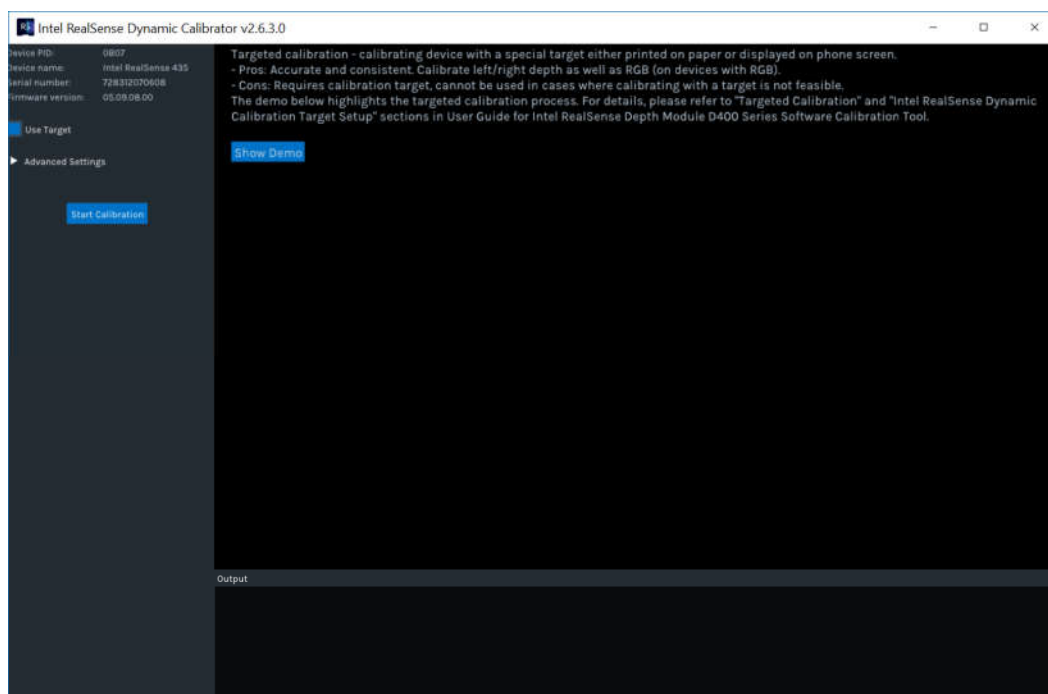 Intel RealSense Dynamic Calibrator v2.6.3.0
Device PID: 0B07
Device name: Intel RealSense 435
Serial number: 728312070608
Firmware version: 05.09.08.00
Use Target
Advanced Settings
Start Calibration
Targeted calibration - calibrating device with a special target either printed on paper or displayed on phone screen.
- Pros: Accurate and consistent. Calibrate left/right depth as well as RGB (on devices with RGB).
- Cons: Requires calibration target, cannot be used in cases where calibrating with a target is not feasible.
The demo below highlights the targeted calibration process. For details, please refer to "Targeted Calibration" and "Intel RealSense Dynamic
Calibration Target Setup" sections in User Guide for Intel RealSense Depth Module D400 Series Software Calibration Tool.
Show Demo
Output